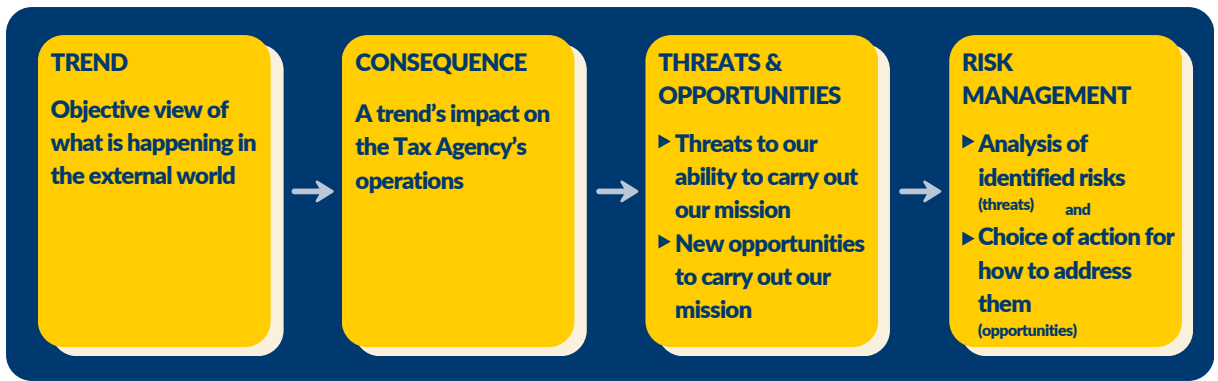 TREND
Objective view of
what is happening in
the external world
CONSEQUENCE
A trend's impact on
the Tax Agency's
operations
THREATS &
OPPORTUNITIES
Threats to our
ability to carry out
our mission
New opportunities
to carry out our
mission
RISK
MANAGEMENT
Analysis of
identified risks
(threats) and
Choice of action for
how to address
them
(opportunities)